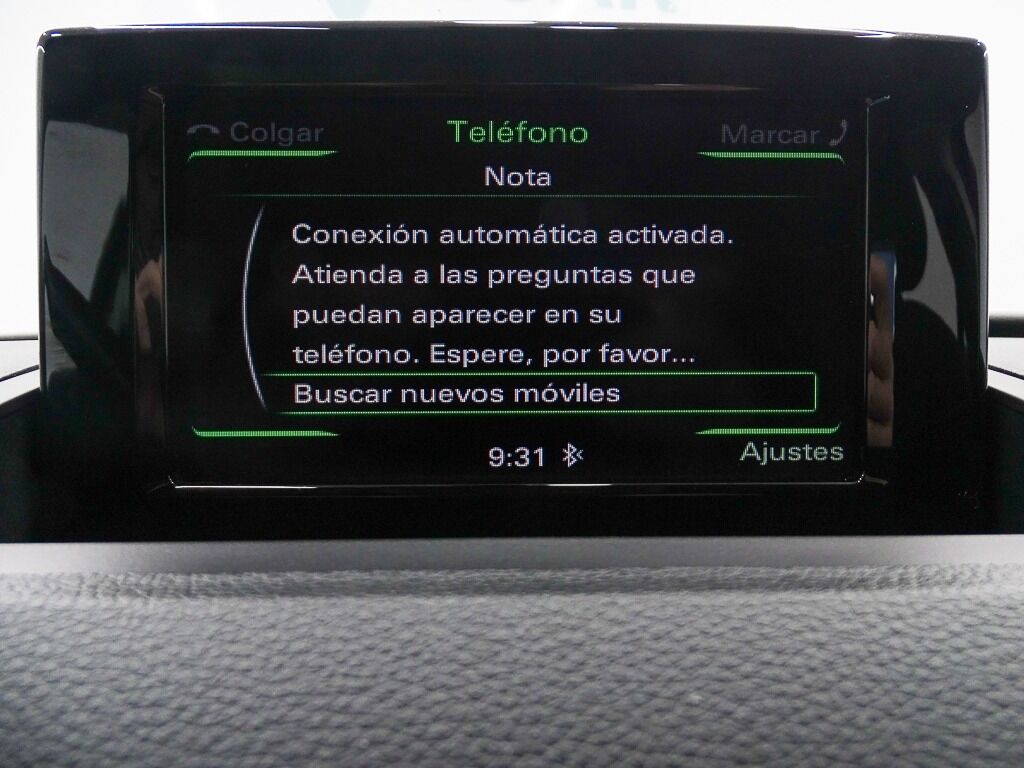 Colgar
Teléfono
Marcar
Nota
Conexión automática activada.
Atienda a las preguntas que
puedan aparecer en su
teléfono. Espere, por favor...
Buscar nuevos móviles
9:31
Ajustes